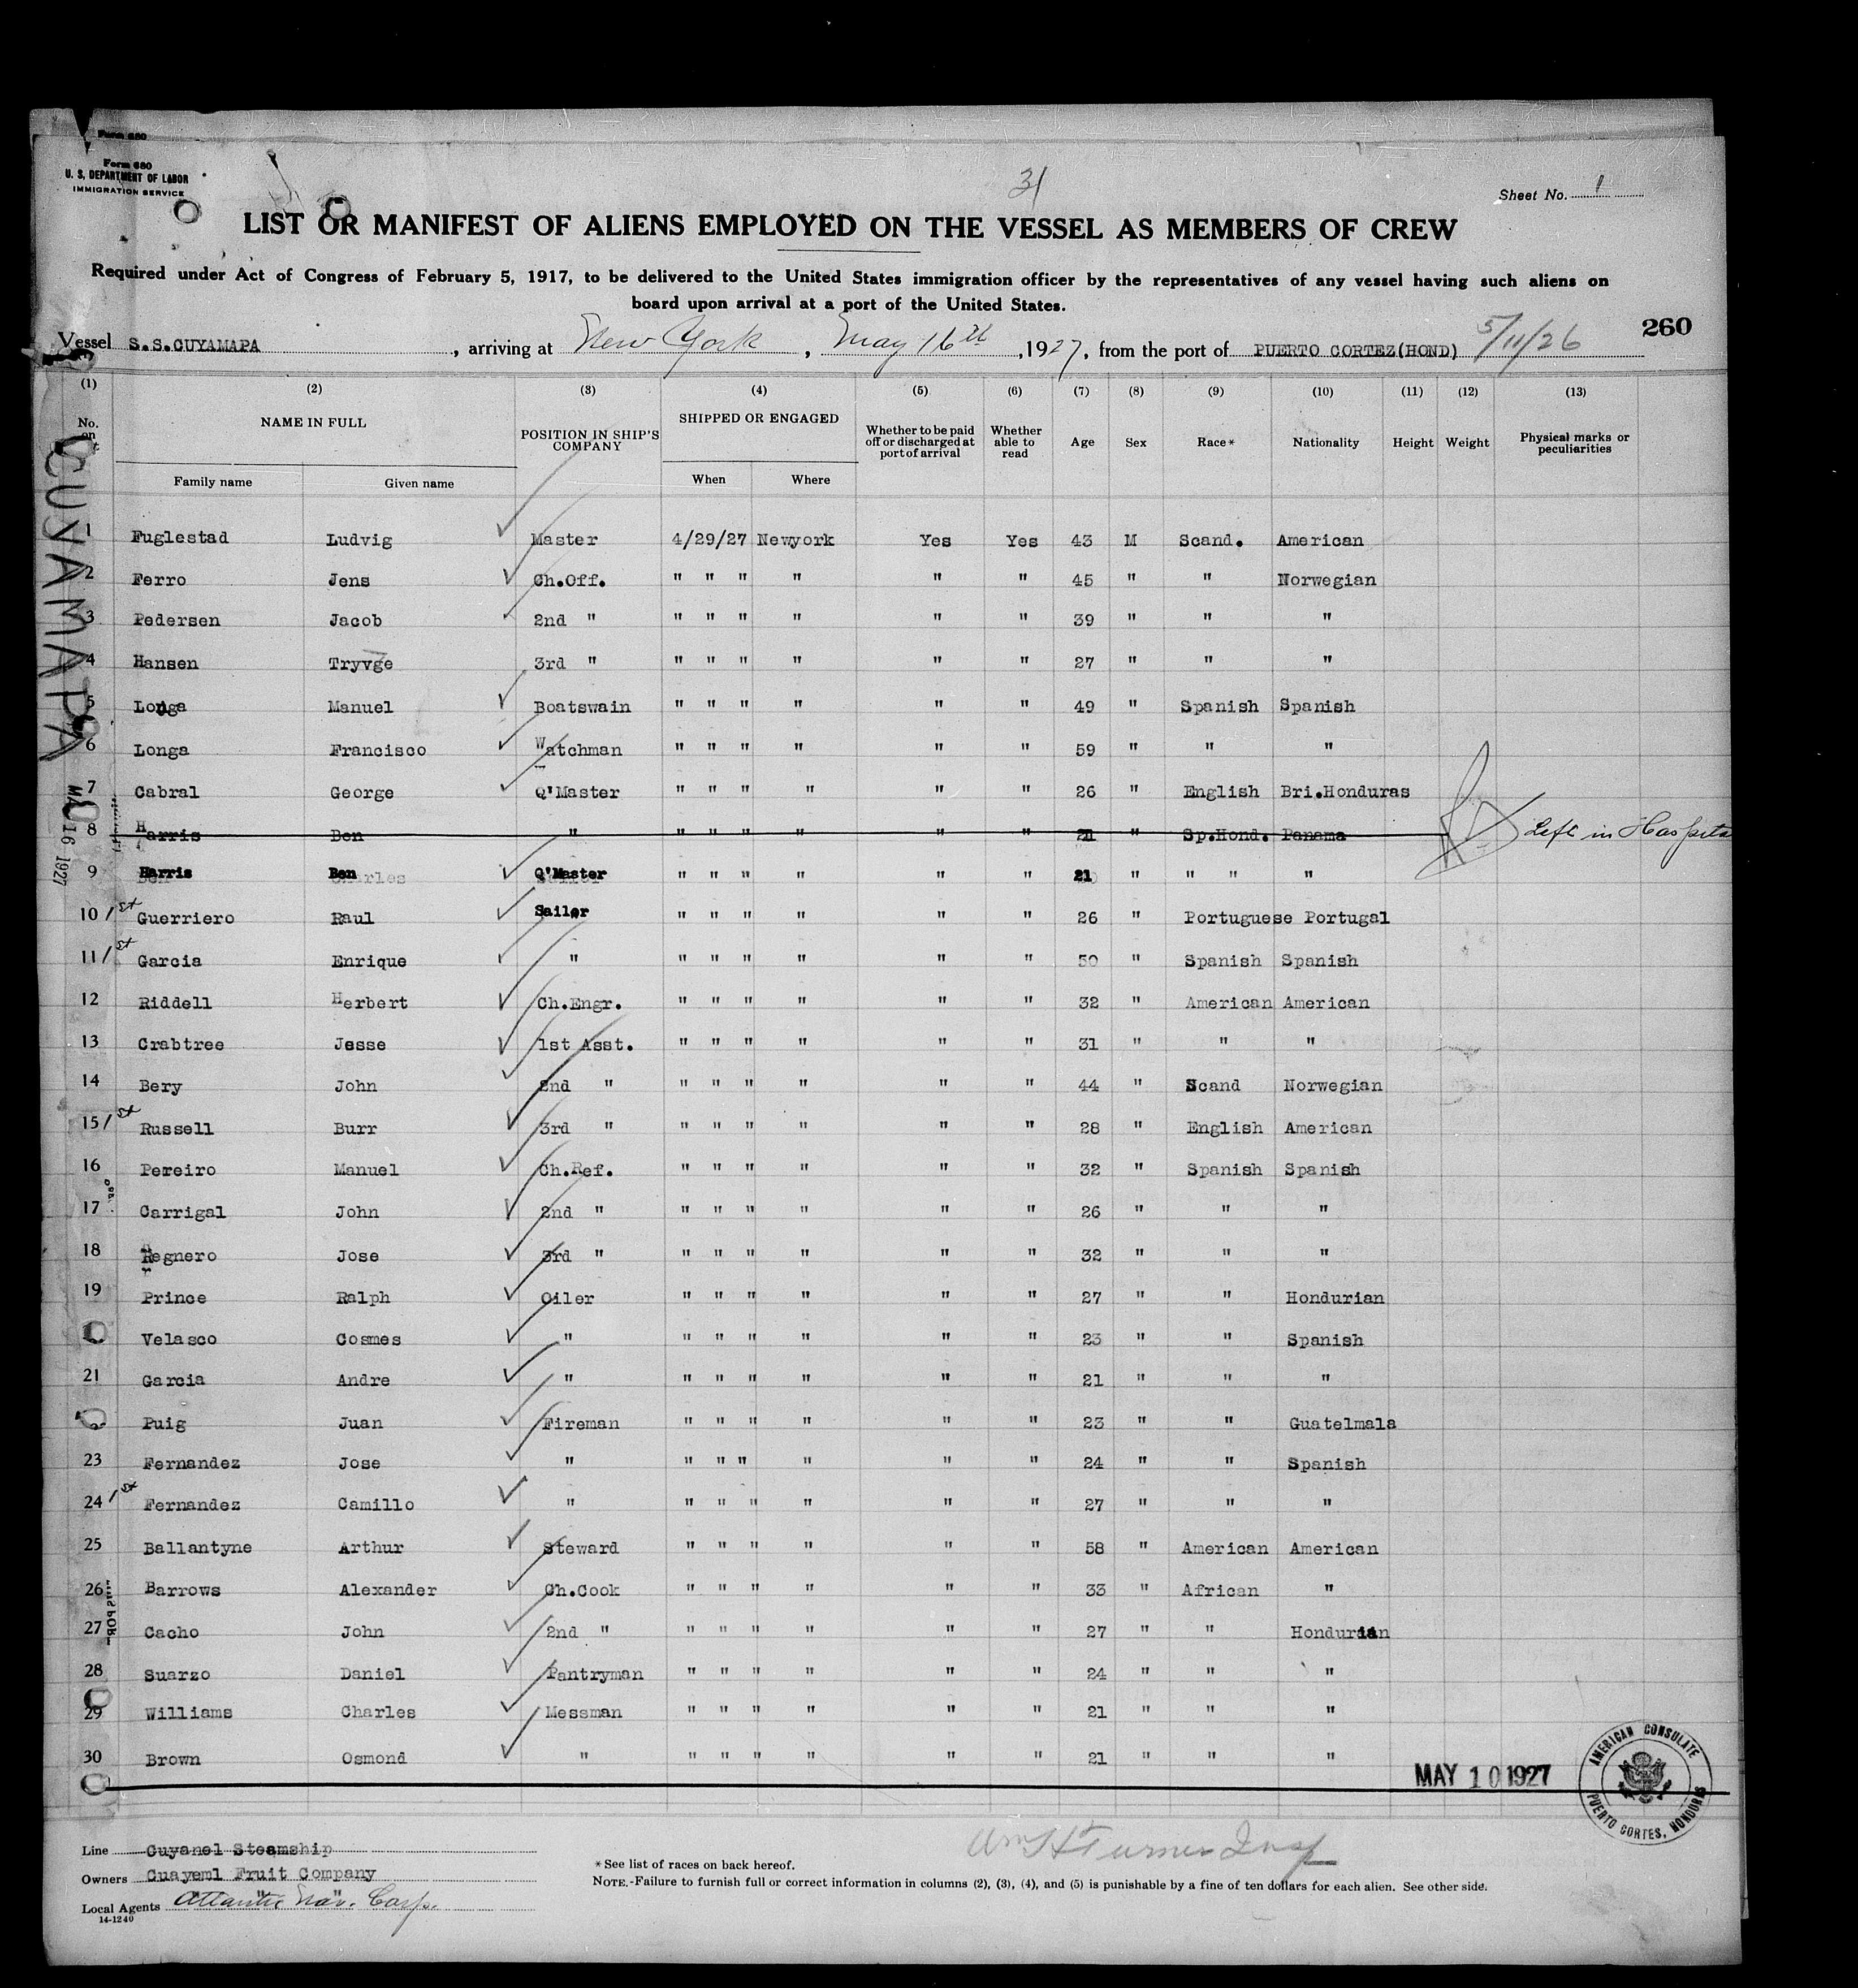 Form 680
Form 680
U. S. DEPARTMENT OF LABOR
IMMIGRATION SERVICE
31
Sheet No. 1
LIST OR MANIFEST OF ALIENS EMPLOYED ON THE VESSEL AS MEMBERS OF CREW
Required under Act of Congress of February 5, 1917, to be delivered to the United States immigration officer by the representatives of any vessel having such aliens on
board upon arrival at a port of the United States.
260
Vessel S.S.CUYAMAPA, arriving at New York, May 16th, 1927, from the port of PUERTO CORTEZ(HOND) 5/11/26
(1) (2) (3) (4) (5) (6) (7) (8) (9) (10) (11) (12) (13)
No. on NAME IN FULL POSITION IN SHIP'S COMPANY SHIPPED OR ENGAGED Whether to be paid off or discharged at port of arrival Whether able to read Age Sex Race* Nationality Height Weight Physical marks or peculiarities
Family name Given name When Where
CUYAMAPA
MAY 16 1927
1 Fuglestad Ludvig Master 4/29/27 Newyork Yes Yes 43 M Scand. American
2 Ferro Jens Ch.Off. " " " " " " 45 " " Norwegian
3 Pedersen Jacob 2nd " " " " " " " 39 " " "
4 Hansen Tryvge 3rd " " " " " " " 27 " " "
5 Longa Manuel Boatswain " " " " " " 49 " Spanish Spanish
6 Longa Francisco Watchman " " " " " " 59 " " "
7 Cabral George Q'Master " " " " " " 26 " English Bri.Honduras
8 Harris Ben " " " " " " " 21 " Sp.Hond. Panama Left in Hospital
9 Harris Ben Q'Master " " " " " " 21 " " " "
10 1st Guerriero Raul Sailor " " " " " " 26 " Portuguese Portugal
11 1st Garcia Enrique " " " " " " " 50 " Spanish Spanish
12 Riddell Herbert Ch.Engr. " " " " " " 32 " American American
13 Crabtree Jesse 1st Asst. " " " " " " 31 " " "
14 Bery John 2nd " " " " " " " 44 " Scand Norwegian
15 1st Russell Burr 3rd " " " " " " " 28 " English American
16 Pereiro Manuel Ch.Ref. " " " " " " 32 " Spanish Spanish
17 Carrigal John 2nd " " " " " " " 26 " " "
18 Regnero Jose 3rd " " " " " " " 32 " " "
19 Prince Ralph Oiler " " " " " " 27 " " Hondurian
Velasco Cosmes " " " " " " " 23 " " Spanish
21 Garcia Andre " " " " " " " 21 " " "
Puig Juan Fireman " " " " " " 23 " " Guatelmala
23 Fernandez Jose " " " " " " " 24 " " Spanish
24 1st Fernandez Camillo " " " " " " " 27 " " "
25 Ballantyne Arthur Steward " " " " " " 58 " American American
26 Barrows Alexander Ch.Cook " " " " " " 33 " African "
27 Cacho John 2nd " " " " " " " 27 " " Hondurian
28 Suarzo Daniel Pantryman " " " " " " 24 " " "
29 Williams Charles Messman " " " " " " 21 " " "
30 Brown Osmond " " " " " " " 21 " " "
MAY 10 1927
AMERICAN CONSULATE
PUERTO CORTES, HONDURAS
Line Cuyanel Steamship
Owners Cuayeml Fruit Company
Local Agents Atlantic Nav. Corp.
14-1240
Wm H Turner Insp
*See list of races on back hereof.
NOTE.-Failure to furnish full or correct information in columns (2), (3), (4), and (5) is punishable by a fine of ten dollars for each alien. See other side.